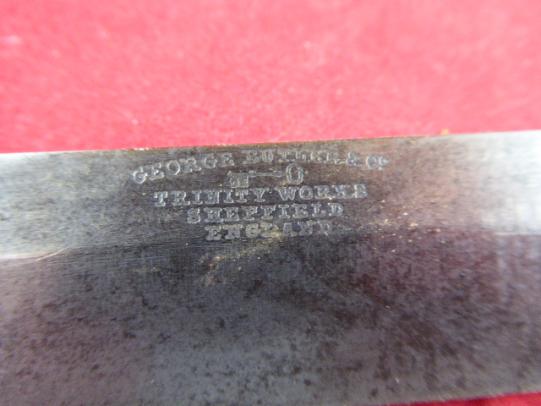 GEORGE BUTLER & Cº
TRINITY WORKS
SHEFFIELD
ENGLAND